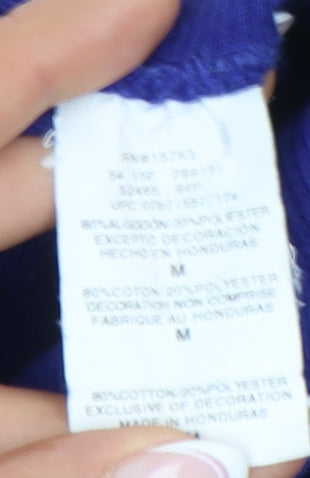 RN# 15763
80%ALGODON/20%POLIESTER
EXCEPTO DECORACION
HECHO EN HONDURAS
M
80%COTON/20%POLYESTER
DECORATION NON COMPRISE
FABRIQUE AU HONDURAS
M
80%COTTON/20%POLYESTER
EXCLUSIVE OF DECORATION
MADE IN HONDURAS